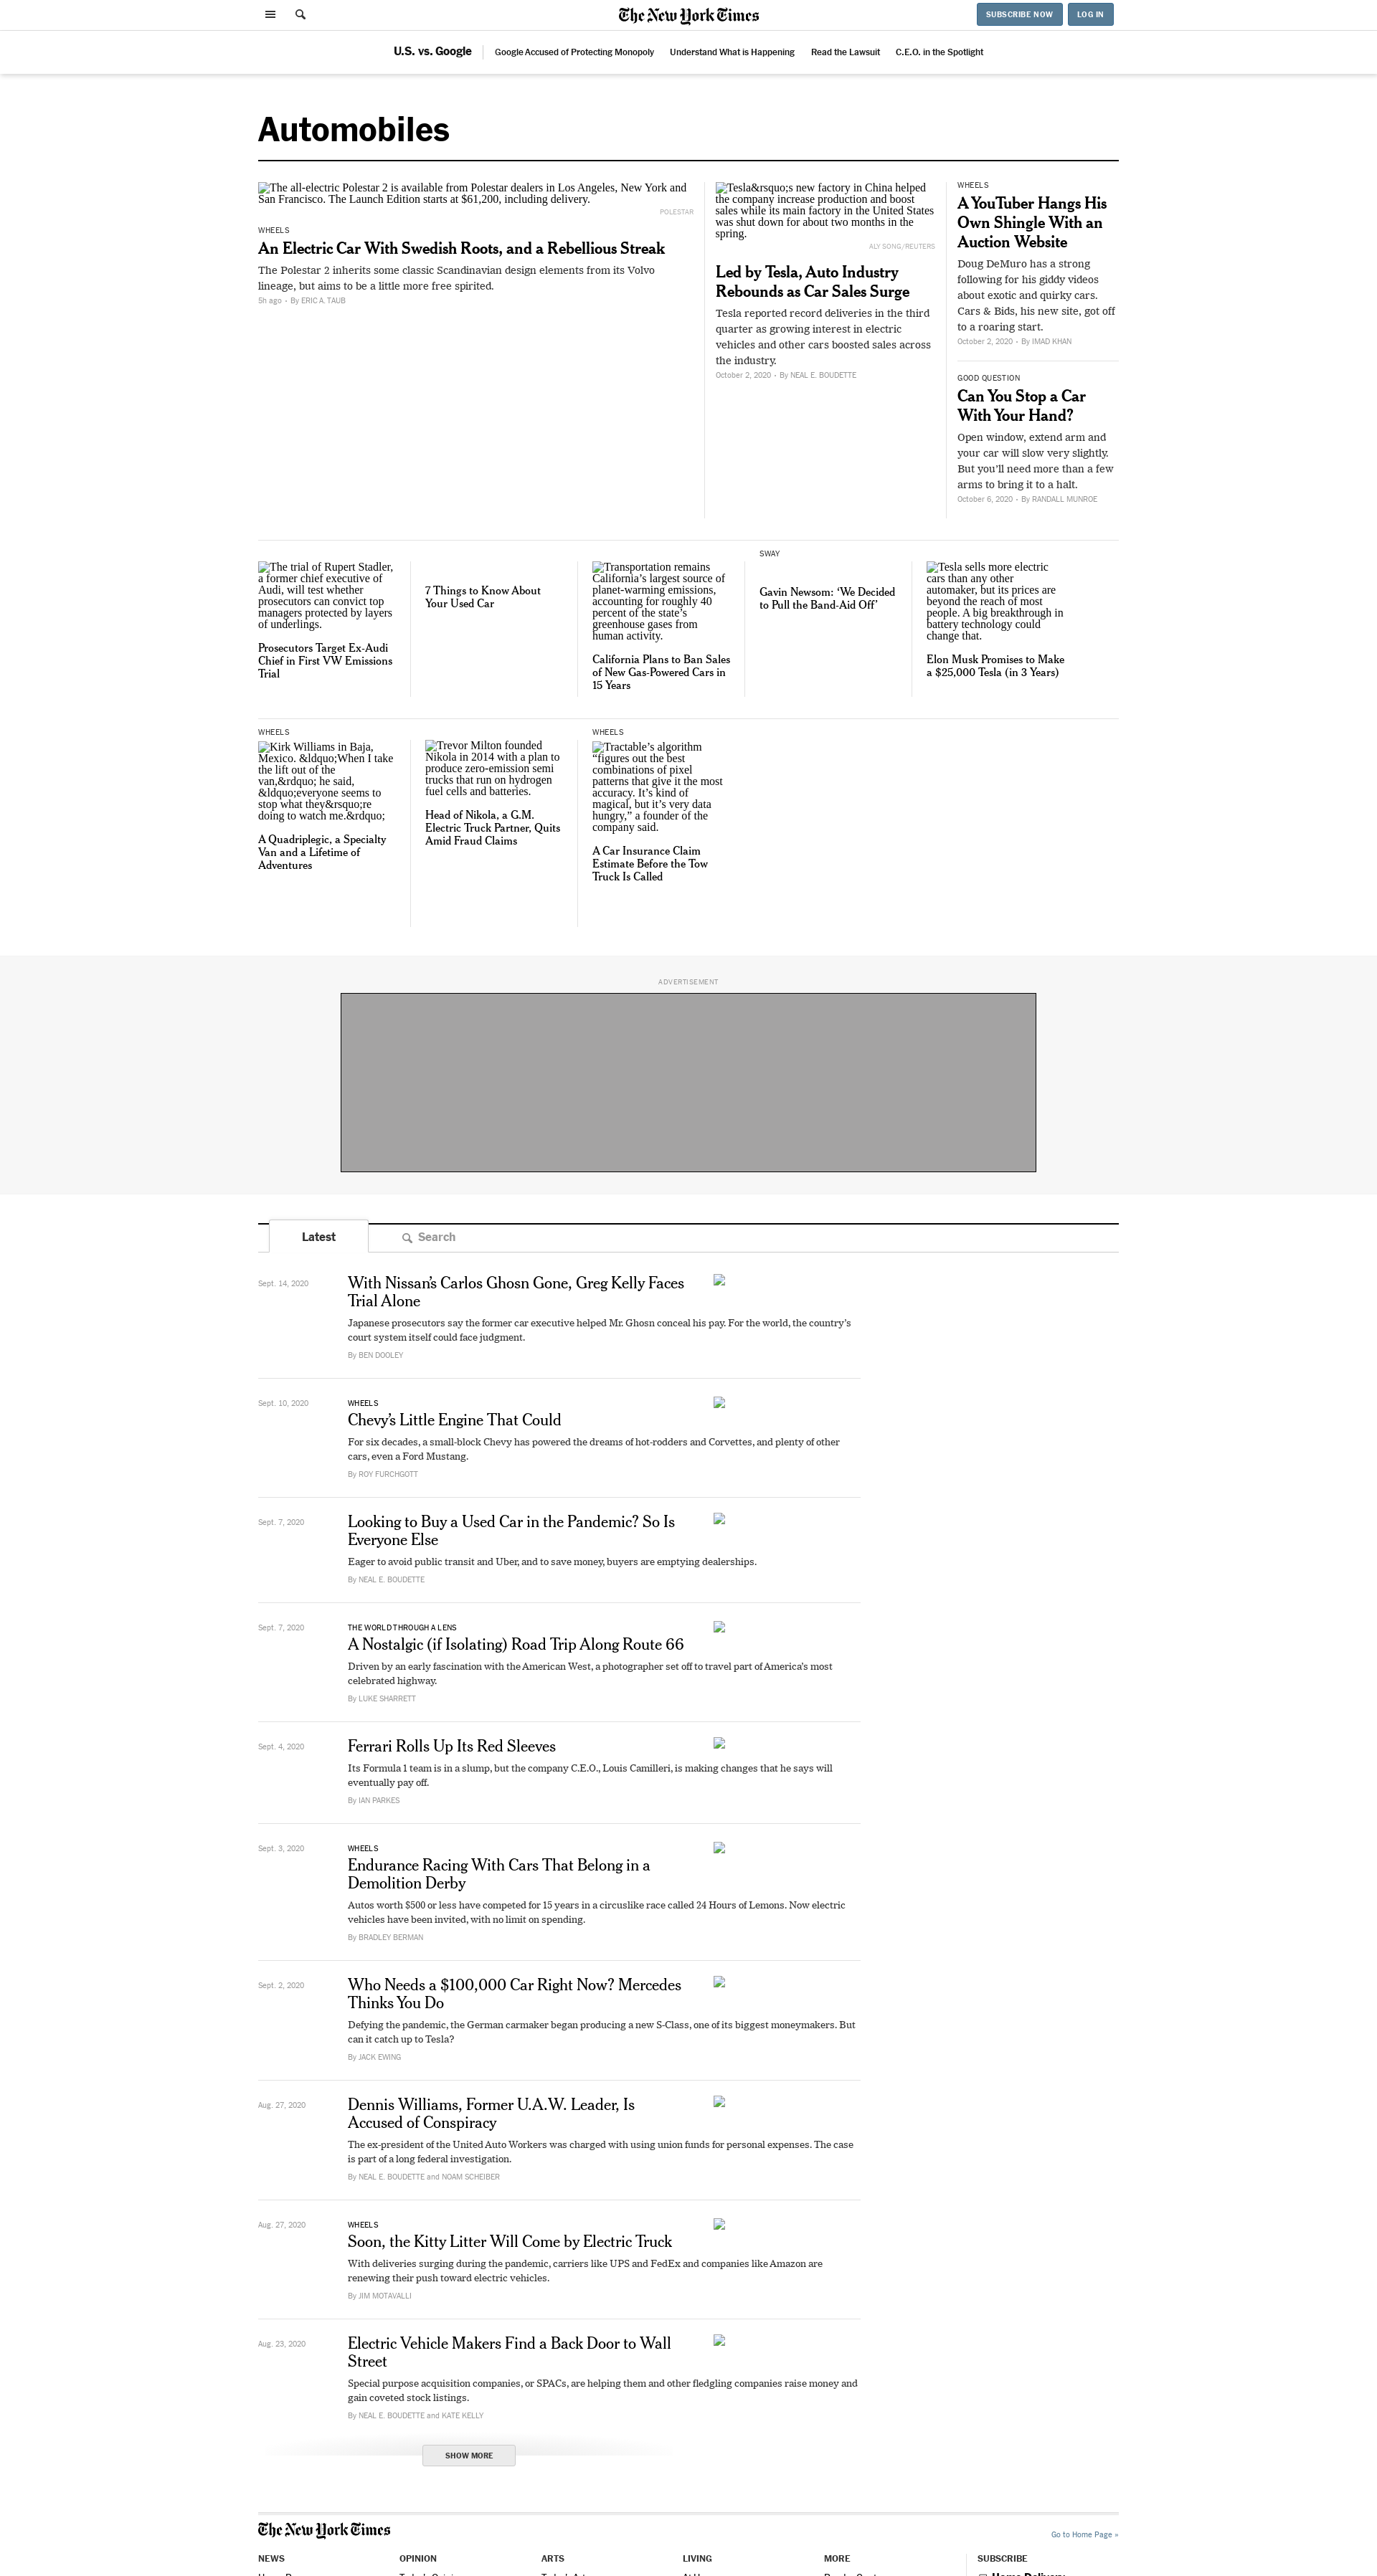 The New York Times
SUBSCRIBE NOW
LOG IN
U.S. vs. Google
Google Accused of Protecting Monopoly
Understand What is Happening
Read the Lawsuit
C.E.O. in the Spotlight
Automobiles
The all-electric Polestar 2 is available from Polestar dealers in Los Angeles, New York and
San Francisco. The Launch Edition starts at $61,200, including delivery.
POLESTAR
WHEELS
An Electric Car With Swedish Roots, and a Rebellious Streak
The Polestar 2 inherits some classic Scandinavian design elements from its Volvo
lineage, but aims to be a little more free spirited.
5h ago • By ERIC A. TAUB
Tesla&rsquo;s new factory in China helped
the company increase production and boost
sales while its main factory in the United States
was shut down for about two months in the
spring.
ALY SONG/REUTERS
Led by Tesla, Auto Industry
Rebounds as Car Sales Surge
Tesla reported record deliveries in the third
quarter as growing interest in electric
vehicles and other cars boosted sales across
the industry.
October 2, 2020 • By NEAL E. BOUDETTE
WHEELS
A YouTuber Hangs His
Own Shingle With an
Auction Website
Doug DeMuro has a strong
following for his giddy videos
about exotic and quirky cars.
Cars & Bids, his new site, got off
to a roaring start.
October 2, 2020 • By IMAD KHAN
GOOD QUESTION
Can You Stop a Car
With Your Hand?
Open window, extend arm and
your car will slow very slightly.
But you'll need more than a few
arms to bring it to a halt.
October 6, 2020 • By RANDALL MUNROE
The trial of Rupert Stadler,
a former chief executive of
Audi, will test whether
prosecutors can convict top
managers protected by layers
of underlings.
Prosecutors Target Ex-Audi
Chief in First VW Emissions
Trial
7 Things to Know About
Your Used Car
Transportation remains
California's largest source of
planet-warming emissions,
accounting for roughly 40
percent of the state's
greenhouse gases from
human activity.
California Plans to Ban Sales
of New Gas-Powered Cars in
15 Years
SWAY
Gavin Newsom: 'We Decided
to Pull the Band-Aid Off'
Tesla sells more electric
cars than any other
automaker, but its prices are
beyond the reach of most
people. A big breakthrough in
battery technology could
change that.
Elon Musk Promises to Make
a $25,000 Tesla (in 3 Years)
WHEELS
Kirk Williams in Baja,
Mexico. &ldquo;When I take
the lift out of the
van,&rdquo; he said,
&ldquo;everyone seems to
stop what they&rsquo;re
doing to watch me.&rdquo;
A Quadriplegic, a Specialty
Van and a Lifetime of
Adventures
Trevor Milton founded
Nikola in 2014 with a plan to
produce zero-emission semi
trucks that run on hydrogen
fuel cells and batteries.
Head of Nikola, a G.M.
Electric Truck Partner, Quits
Amid Fraud Claims
WHEELS
Tractable's algorithm
“figures out the best
combinations of pixel
patterns that give it the most
accuracy. It's kind of
magical, but it's very data
hungry,” a founder of the
company said.
A Car Insurance Claim
Estimate Before the Tow
Truck Is Called
ADVERTISEMENT
Latest
Search
Sept. 14, 2020
With Nissan's Carlos Ghosn Gone, Greg Kelly Faces
Trial Alone
Japanese prosecutors say the former car executive helped Mr. Ghosn conceal his pay. For the world, the country's
court system itself could face judgment.
By BEN DOOLEY
Sept. 10, 2020
WHEELS
Chevy's Little Engine That Could
For six decades, a small-block Chevy has powered the dreams of hot-rodders and Corvettes, and plenty of other
cars, even a Ford Mustang.
By ROY FURCHGOTT
Sept. 7, 2020
Looking to Buy a Used Car in the Pandemic? So Is
Everyone Else
Eager to avoid public transit and Uber, and to save money, buyers are emptying dealerships.
By NEAL E. BOUDETTE
Sept. 7, 2020
THE WORLD THROUGH A LENS
A Nostalgic (if Isolating) Road Trip Along Route 66
Driven by an early fascination with the American West, a photographer set off to travel part of America's most
celebrated highway.
By LUKE SHARRETT
Sept. 4, 2020
Ferrari Rolls Up Its Red Sleeves
Its Formula 1 team is in a slump, but the company C.E.O., Louis Camilleri, is making changes that he says will
eventually pay off.
By IAN PARKES
Sept. 3, 2020
WHEELS
Endurance Racing With Cars That Belong in a
Demolition Derby
Autos worth $500 or less have competed for 15 years in a circuslike race called 24 Hours of Lemons. Now electric
vehicles have been invited, with no limit on spending.
By BRADLEY BERMAN
Sept. 2, 2020
Who Needs a $100,000 Car Right Now? Mercedes
Thinks You Do
Defying the pandemic, the German carmaker began producing a new S-Class, one of its biggest moneymakers. But
can it catch up to Tesla?
By JACK EWING
Aug. 27, 2020
Dennis Williams, Former U.A.W. Leader, Is
Accused of Conspiracy
The ex-president of the United Auto Workers was charged with using union funds for personal expenses. The case
is part of a long federal investigation.
By NEAL E. BOUDETTE and NOAM SCHEIBER
Aug. 27, 2020
WHEELS
Soon, the Kitty Litter Will Come by Electric Truck
With deliveries surging during the pandemic, carriers like UPS and FedEx and companies like Amazon are
renewing their push toward electric vehicles.
By JIM MOTAVALLI
Aug. 23, 2020
Electric Vehicle Makers Find a Back Door to Wall
Street
Special purpose acquisition companies, or SPACs, are helping them and other fledgling companies raise money and
gain coveted stock listings.
By NEAL E. BOUDETTE and KATE KELLY
SHOW MORE
The New York Times
Go to Home Page »
NEWS
OPINION
ARTS
LIVING
MORE
SUBSCRIBE